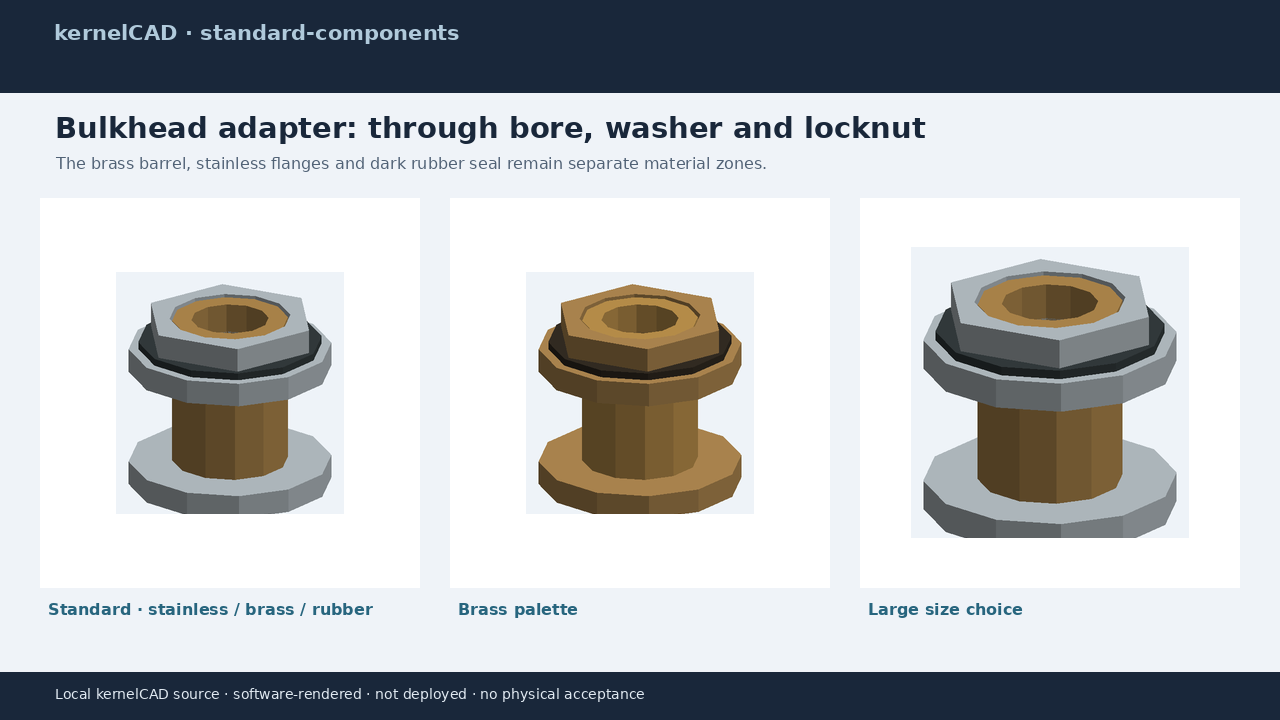 kernelCAD · standard-components
Bulkhead adapter: through bore, washer and locknut
The brass barrel, stainless flanges and dark rubber seal remain separate material zones.
Standard · stainless / brass / rubber
Brass palette
Large size choice
Local kernelCAD source · software-rendered · not deployed · no physical acceptance